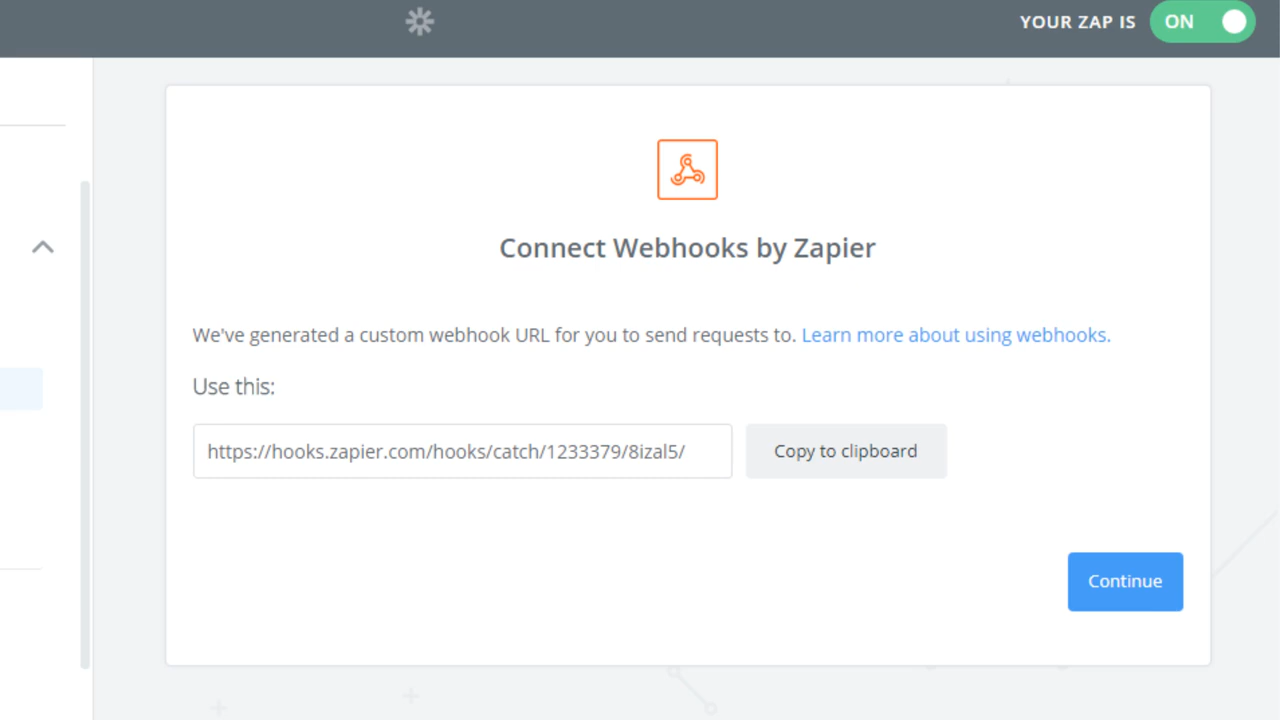 YOUR ZAP IS ON
Connect Webhooks by Zapier
We've generated a custom webhook URL for you to send requests to. Learn more about using webhooks.
Use this:
https://hooks.zapier.com/hooks/catch/1233379/8izal5/ Copy to clipboard
Continue